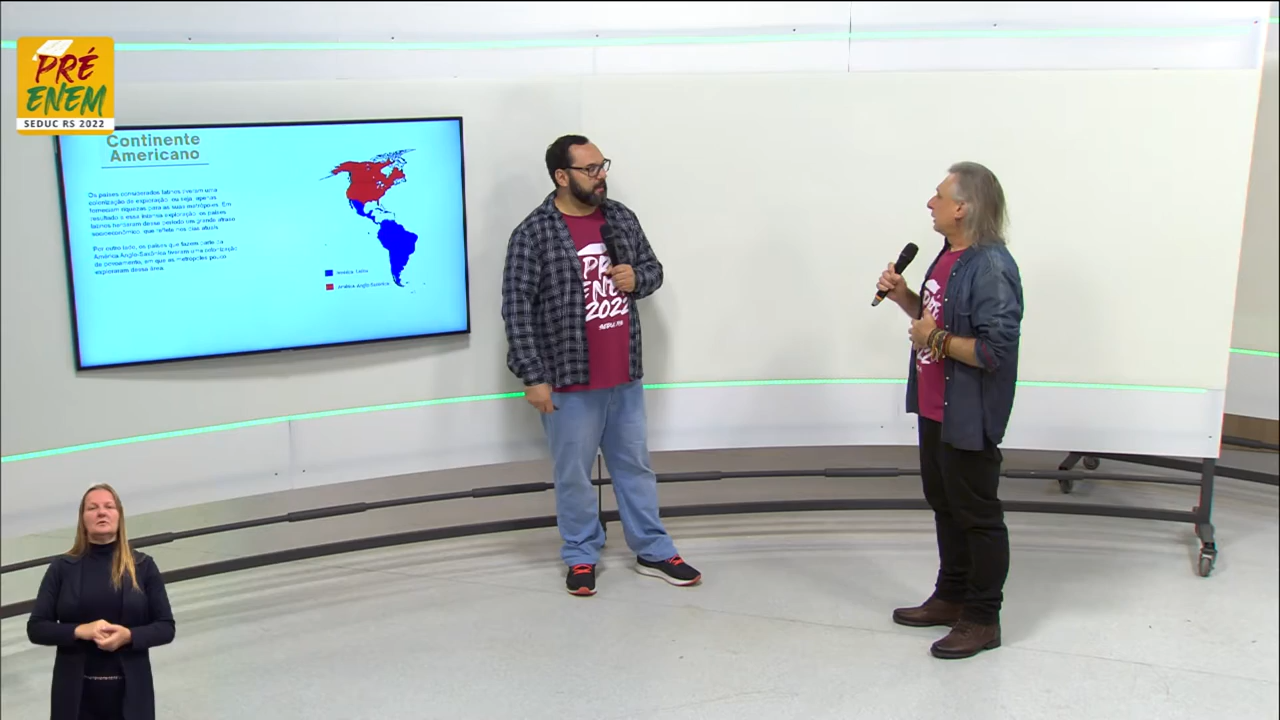 PRÉ
ENEM
SEDUC RS 2022
Continente
Americano
Os países considerados latinos tiveram uma
colonização de exploração, ou seja, apenas
forneciam riquezas para as suas metrópoles. Em
resultado a essa intensa exploração, os países
latinos herdaram desse período um grande atraso
socioeconômico, que reflete nos dias atuais.
Por outro lado, os países que fazem parte da
América Anglo-Saxônica tiveram uma colonização
de povoamento, em que as metrópoles pouco
exploraram dessa área.
América Latina
América Anglo-Saxônica
PRÉ
ENEM
2022
SEDUC RS